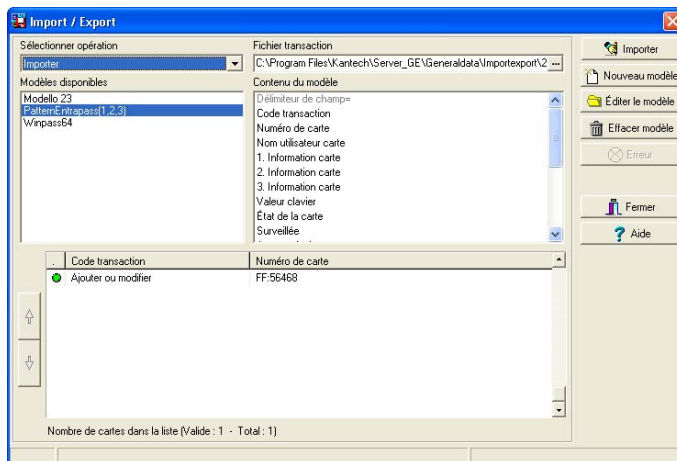 Import / Export
Sélectionner opération
Importer
Modèles disponibles
Modello 23
PatternEntrapass(1,2,3)
Winpass64
Fichier transaction
C:\Program Files\Kantech\Server_GE\Generaldata\Importexport\2 ...
Contenu du modèle
Délimiteur de champ=
Code transaction
Numéro de carte
Nom utilisateur carte
1. Information carte
2. Information carte
3. Information carte
Valeur clavier
État de la carte
Surveillée
Importer
Nouveau modèle
Éditer le modèle
Effacer modèle
Erreur
Fermer
Aide
. Code transaction Numéro de carte
Ajouter ou modifier FF:56468
Nombre de cartes dans la liste (Valide : 1 - Total : 1)